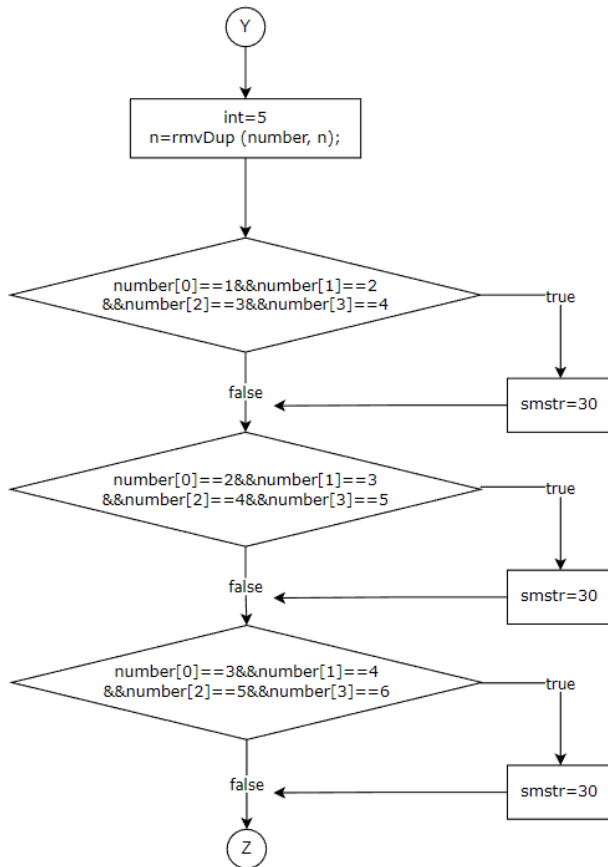 Y
int=5
n=rmvDup (number, n);
number[0]==1&&number[1]==2
&&number[2]==3&&number[3]==4
true
false
smstr=30
number[0]==2&&number[1]==3
&&number[2]==4&&number[3]==5
true
false
smstr=30
number[0]==3&&number[1]==4
&&number[2]==5&&number[3]==6
true
false
smstr=30
Z